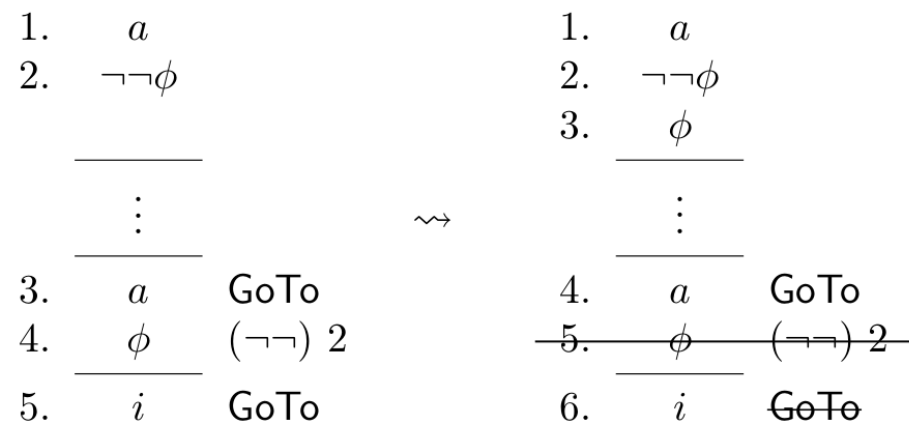 1. a 1. a
2. ¬¬ϕ 2. ¬¬ϕ
3. ϕ
⋮ ⇝ ⋮
3. a GoTo 4. a GoTo
4. ϕ (¬¬) 2 5. ϕ (¬¬) 2
5. i GoTo 6. i GoTo